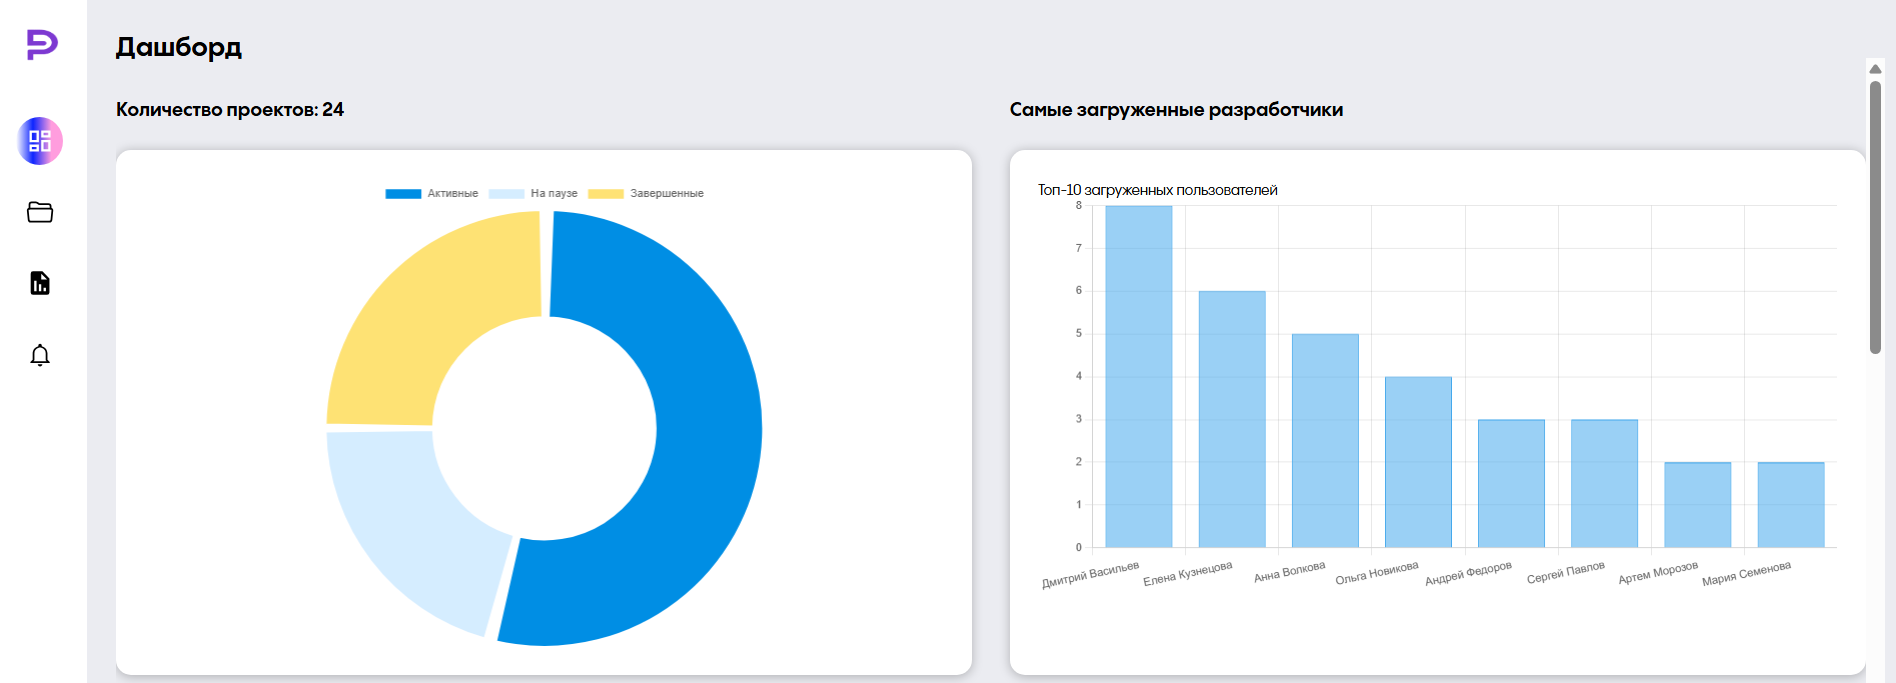 Дашборд
Количество проектов: 24
Активные На паузе Завершенные
Самые загруженные разработчики
Топ-10 загруженных пользователей
8
7
6
5
4
3
2
1
0
Дмитрий Васильев
Елена Кузнецова
Анна Волкова
Ольга Новикова
Андрей Федоров
Сергей Павлов
Артем Морозов
Мария Семенова